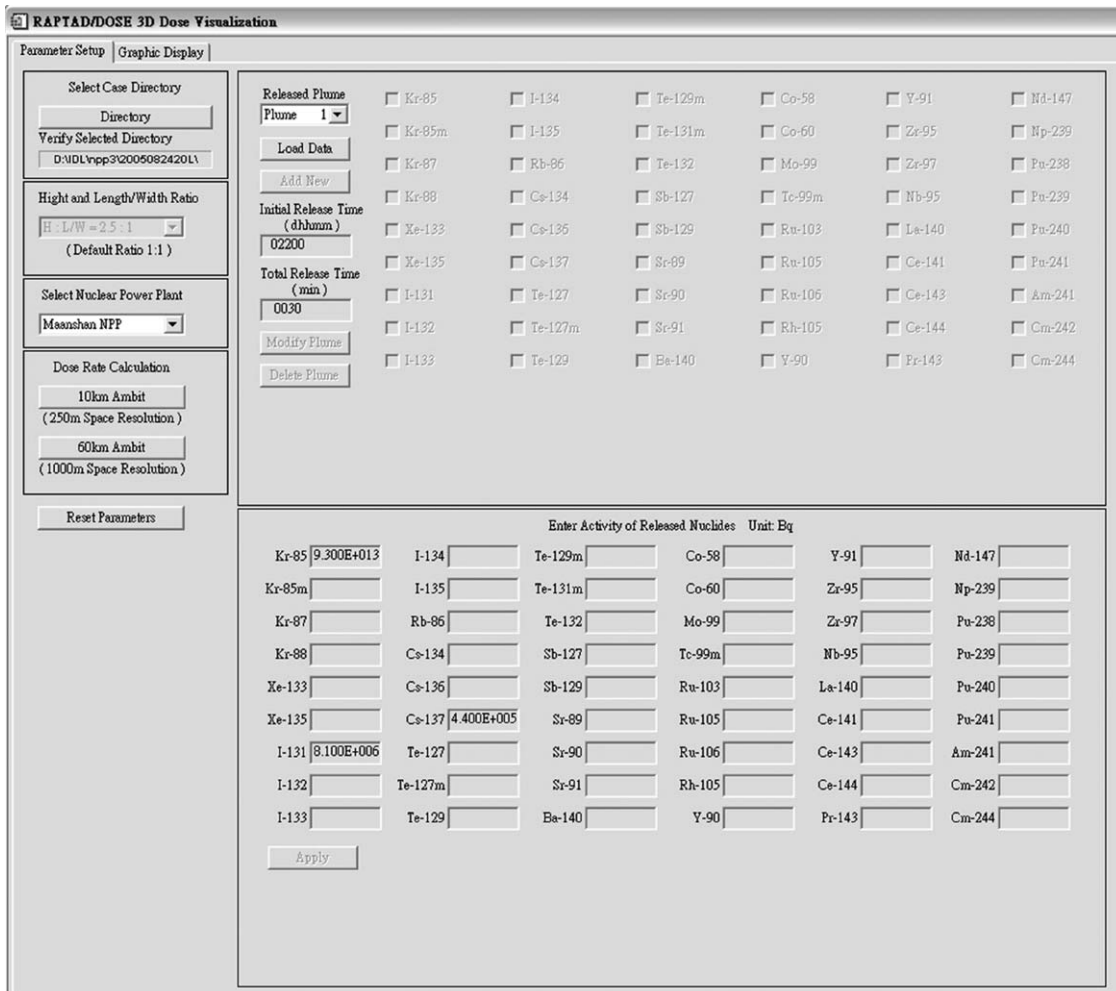 RAPTAD/DOSE 3D Dose Visualization
Parameter Setup Graphic Display
Select Case Directory
Directory
Verify Selected Directory
D:\IDL\npp3\2005082420L\
Hight and Length/Width Ratio
H : L/W = 2.5 : 1
( Default Ratio 1:1 )
Select Nuclear Power Plant
Maanshan NPP
Dose Rate Calculation
10km Ambit
( 250m Space Resolution )
60km Ambit
( 1000m Space Resolution )
Reset Parameters
Released Plume
Plume 1
Load Data
Add New
Initial Release Time
( dhhmm )
02200
Total Release Time
( min )
0030
Modify Plume
Delete Plume
Kr-85 I-134 Te-129m Co-58 Y-91 Nd-147
Kr-85m I-135 Te-131m Co-60 Zr-95 Np-239
Kr-87 Rb-86 Te-132 Mo-99 Zr-97 Pu-238
Kr-88 Cs-134 Sb-127 Tc-99m Nb-95 Pu-239
Xe-133 Cs-136 Sb-129 Ru-103 La-140 Pu-240
Xe-135 Cs-137 Sr-89 Ru-105 Ce-141 Pu-241
I-131 Te-127 Sr-90 Ru-106 Ce-143 Am-241
I-132 Te-127m Sr-91 Rh-105 Ce-144 Cm-242
I-133 Te-129 Ba-140 Y-90 Pr-143 Cm-244
Enter Activity of Released Nuclides Unit: Bq
Kr-85 9.300E+013 I-134 Te-129m Co-58 Y-91 Nd-147
Kr-85m I-135 Te-131m Co-60 Zr-95 Np-239
Kr-87 Rb-86 Te-132 Mo-99 Zr-97 Pu-238
Kr-88 Cs-134 Sb-127 Tc-99m Nb-95 Pu-239
Xe-133 Cs-136 Sb-129 Ru-103 La-140 Pu-240
Xe-135 Cs-137 4.400E+005 Sr-89 Ru-105 Ce-141 Pu-241
I-131 8.100E+006 Te-127 Sr-90 Ru-106 Ce-143 Am-241
I-132 Te-127m Sr-91 Rh-105 Ce-144 Cm-242
I-133 Te-129 Ba-140 Y-90 Pr-143 Cm-244
Apply